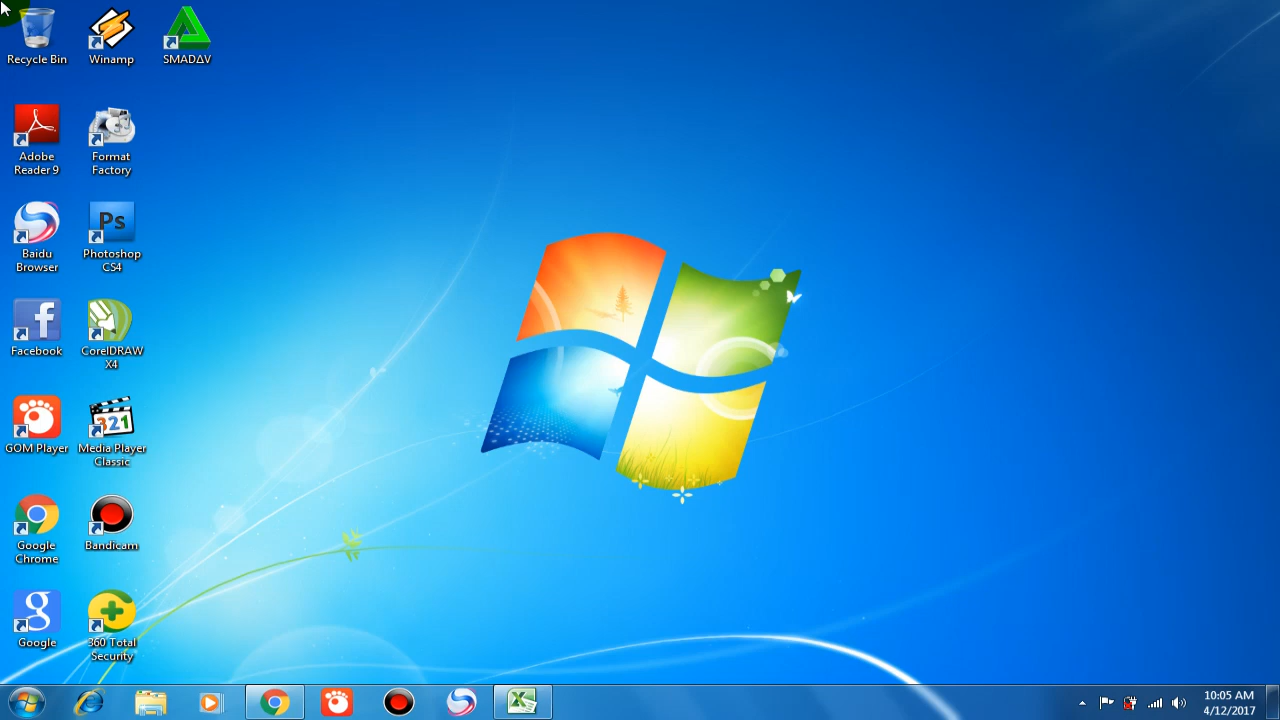 Recycle Bin
Winamp
SMADΔV
Adobe
Reader 9
Format
Factory
Baidu
Browser
Ps
Photoshop
CS4
f
Facebook
CorelDRAW
X4
GOM Player
321
Media Player
Classic
Google
Chrome
Bandicam
g
Google
360 Total
Security
10:05 AM
4/12/2017